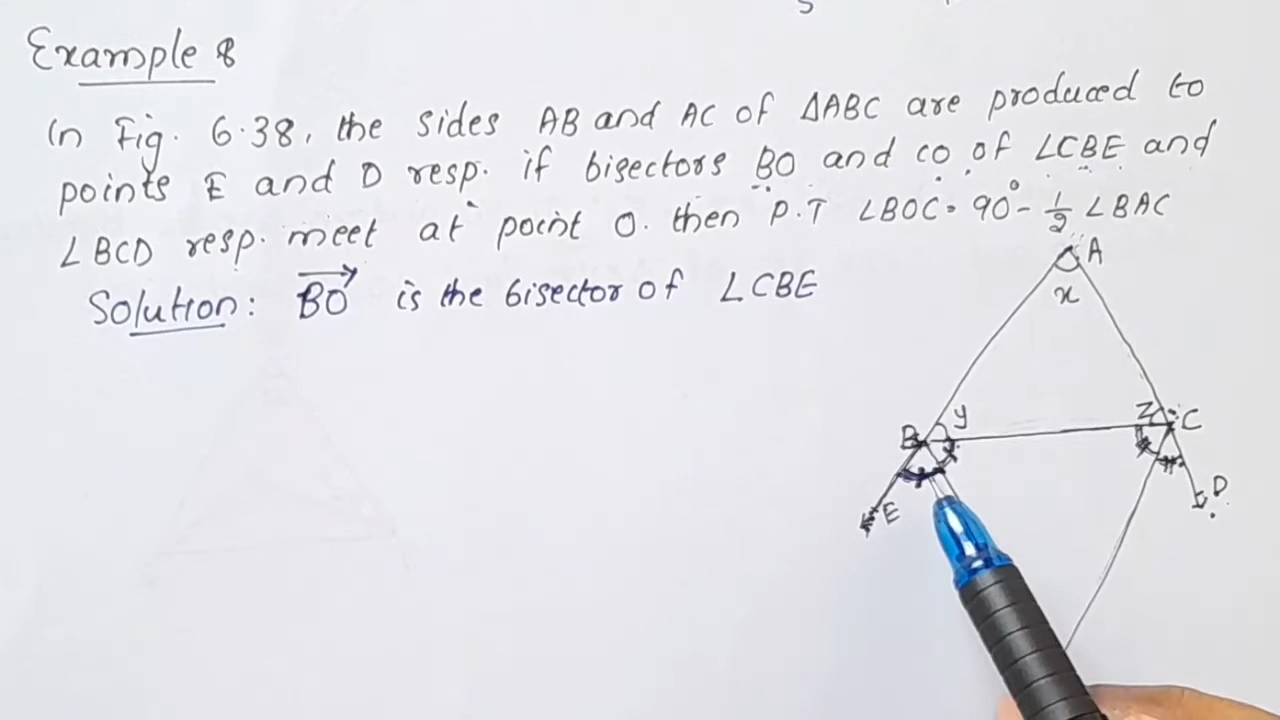 Example 8
In Fig. 6.38, the sides AB and AC of ΔABC are produced to
points E and D resp. if bisectors BO and CO of ∠CBE and
∠BCD resp. meet at point O. then P.T ∠BOC = 90° - 1/2 ∠BAC
Solution: BO→ is the bisector of ∠CBE
A
x
B
y
Z
C
E
D